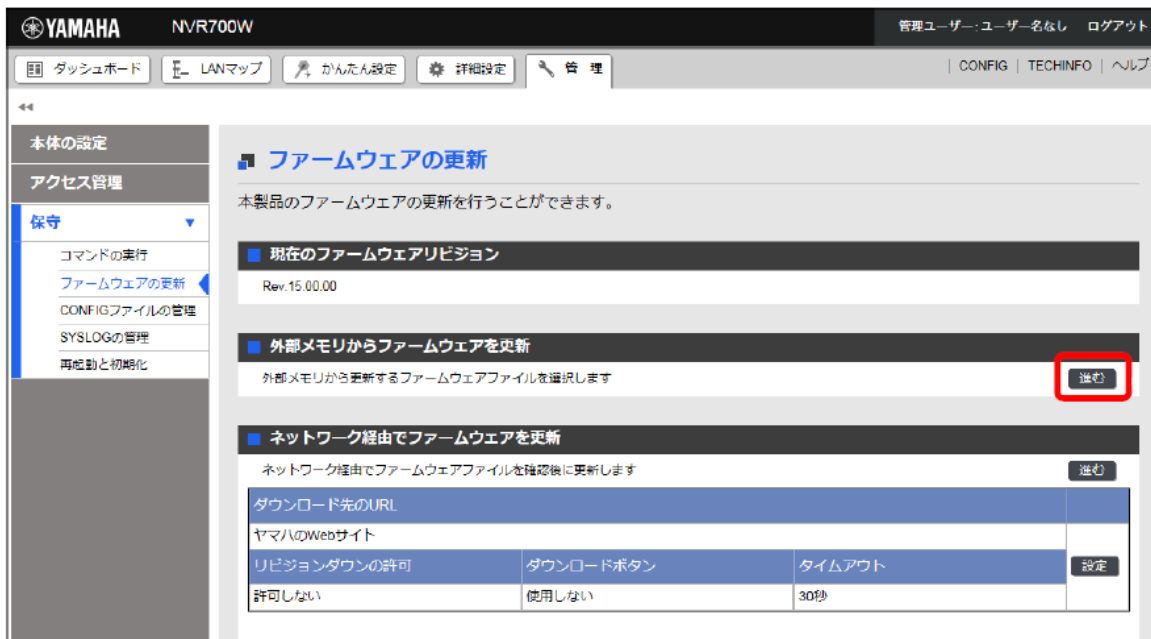 YAMAHA NVR700W 管理ユーザー:ユーザー名なし ログアウト
ダッシュボード LANマップ かんたん設定 詳細設定 管理 | CONFIG | TECHINFO | ヘルプ
本体の設定
アクセス管理
保守
コマンドの実行
ファームウェアの更新
CONFIGファイルの管理
SYSLOGの管理
再起動と初期化
ファームウェアの更新
本製品のファームウェアの更新を行うことができます。
現在のファームウェアリビジョン
Rev.15.00.00
外部メモリからファームウェアを更新
外部メモリから更新するファームウェアファイルを選択します 進む
ネットワーク経由でファームウェアを更新
ネットワーク経由でファームウェアファイルを確認後に更新します 進む
ダウンロード先のURL
ヤマハのWebサイト
リビジョンダウンの許可 ダウンロードボタン タイムアウト 設定
許可しない 使用しない 30秒